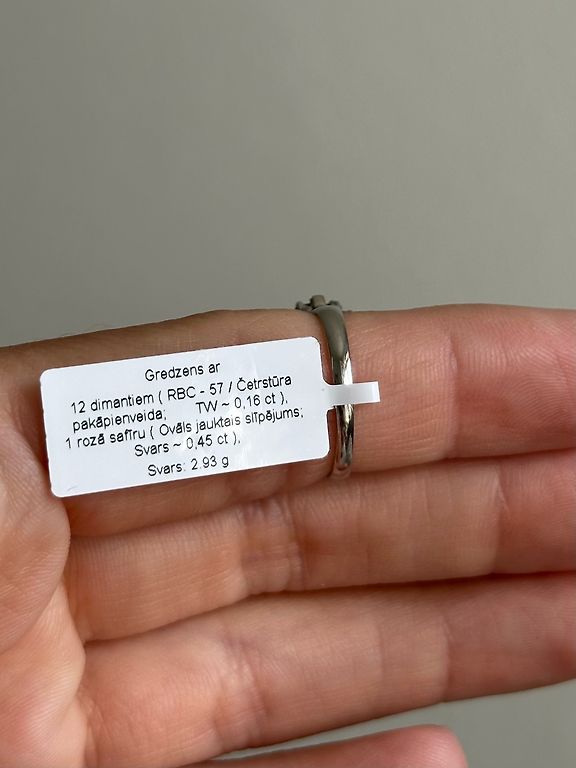 Gredzens ar
12 dimantiem ( RBC - 57 / Četrstūra
pakāpienveida; TW ~ 0,16 ct ),
1 rozā safīru ( Ovāls jauktais slīpējums;
Svars ~ 0,45 ct ),
Svars: 2.93 g